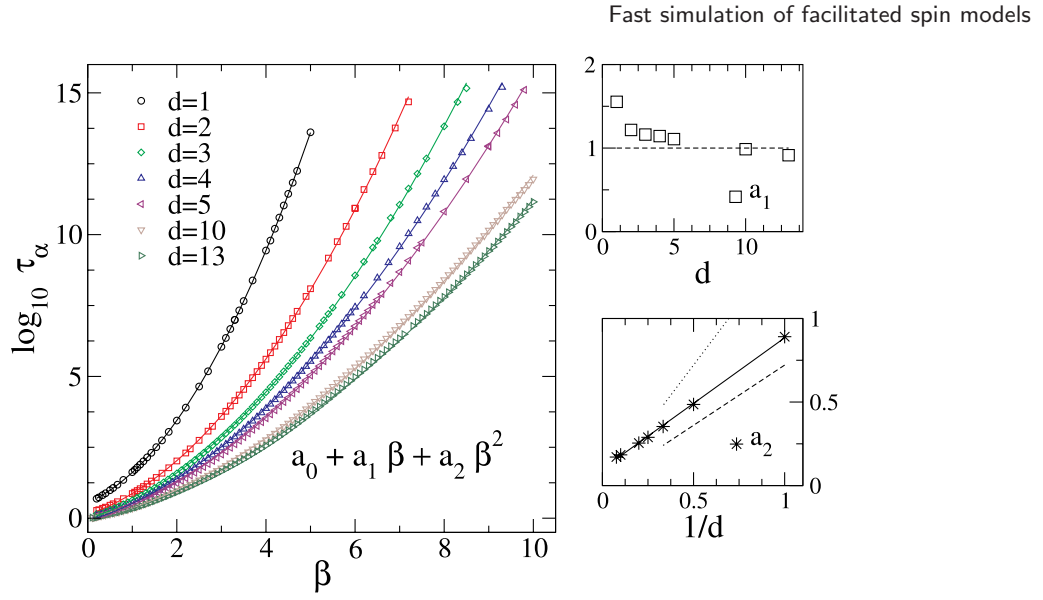 Fast simulation of facilitated spin models
15
10
5
0
log₁₀ τα
d=1
d=2
d=3
d=4
d=5
d=10
d=13
a₀ + a₁ β + a₂ β²
0 2 4 6 8 10
β
2
1
0
a₁
0 5 10
d
1
0.5
0
a₂
0 0.5 1
1/d